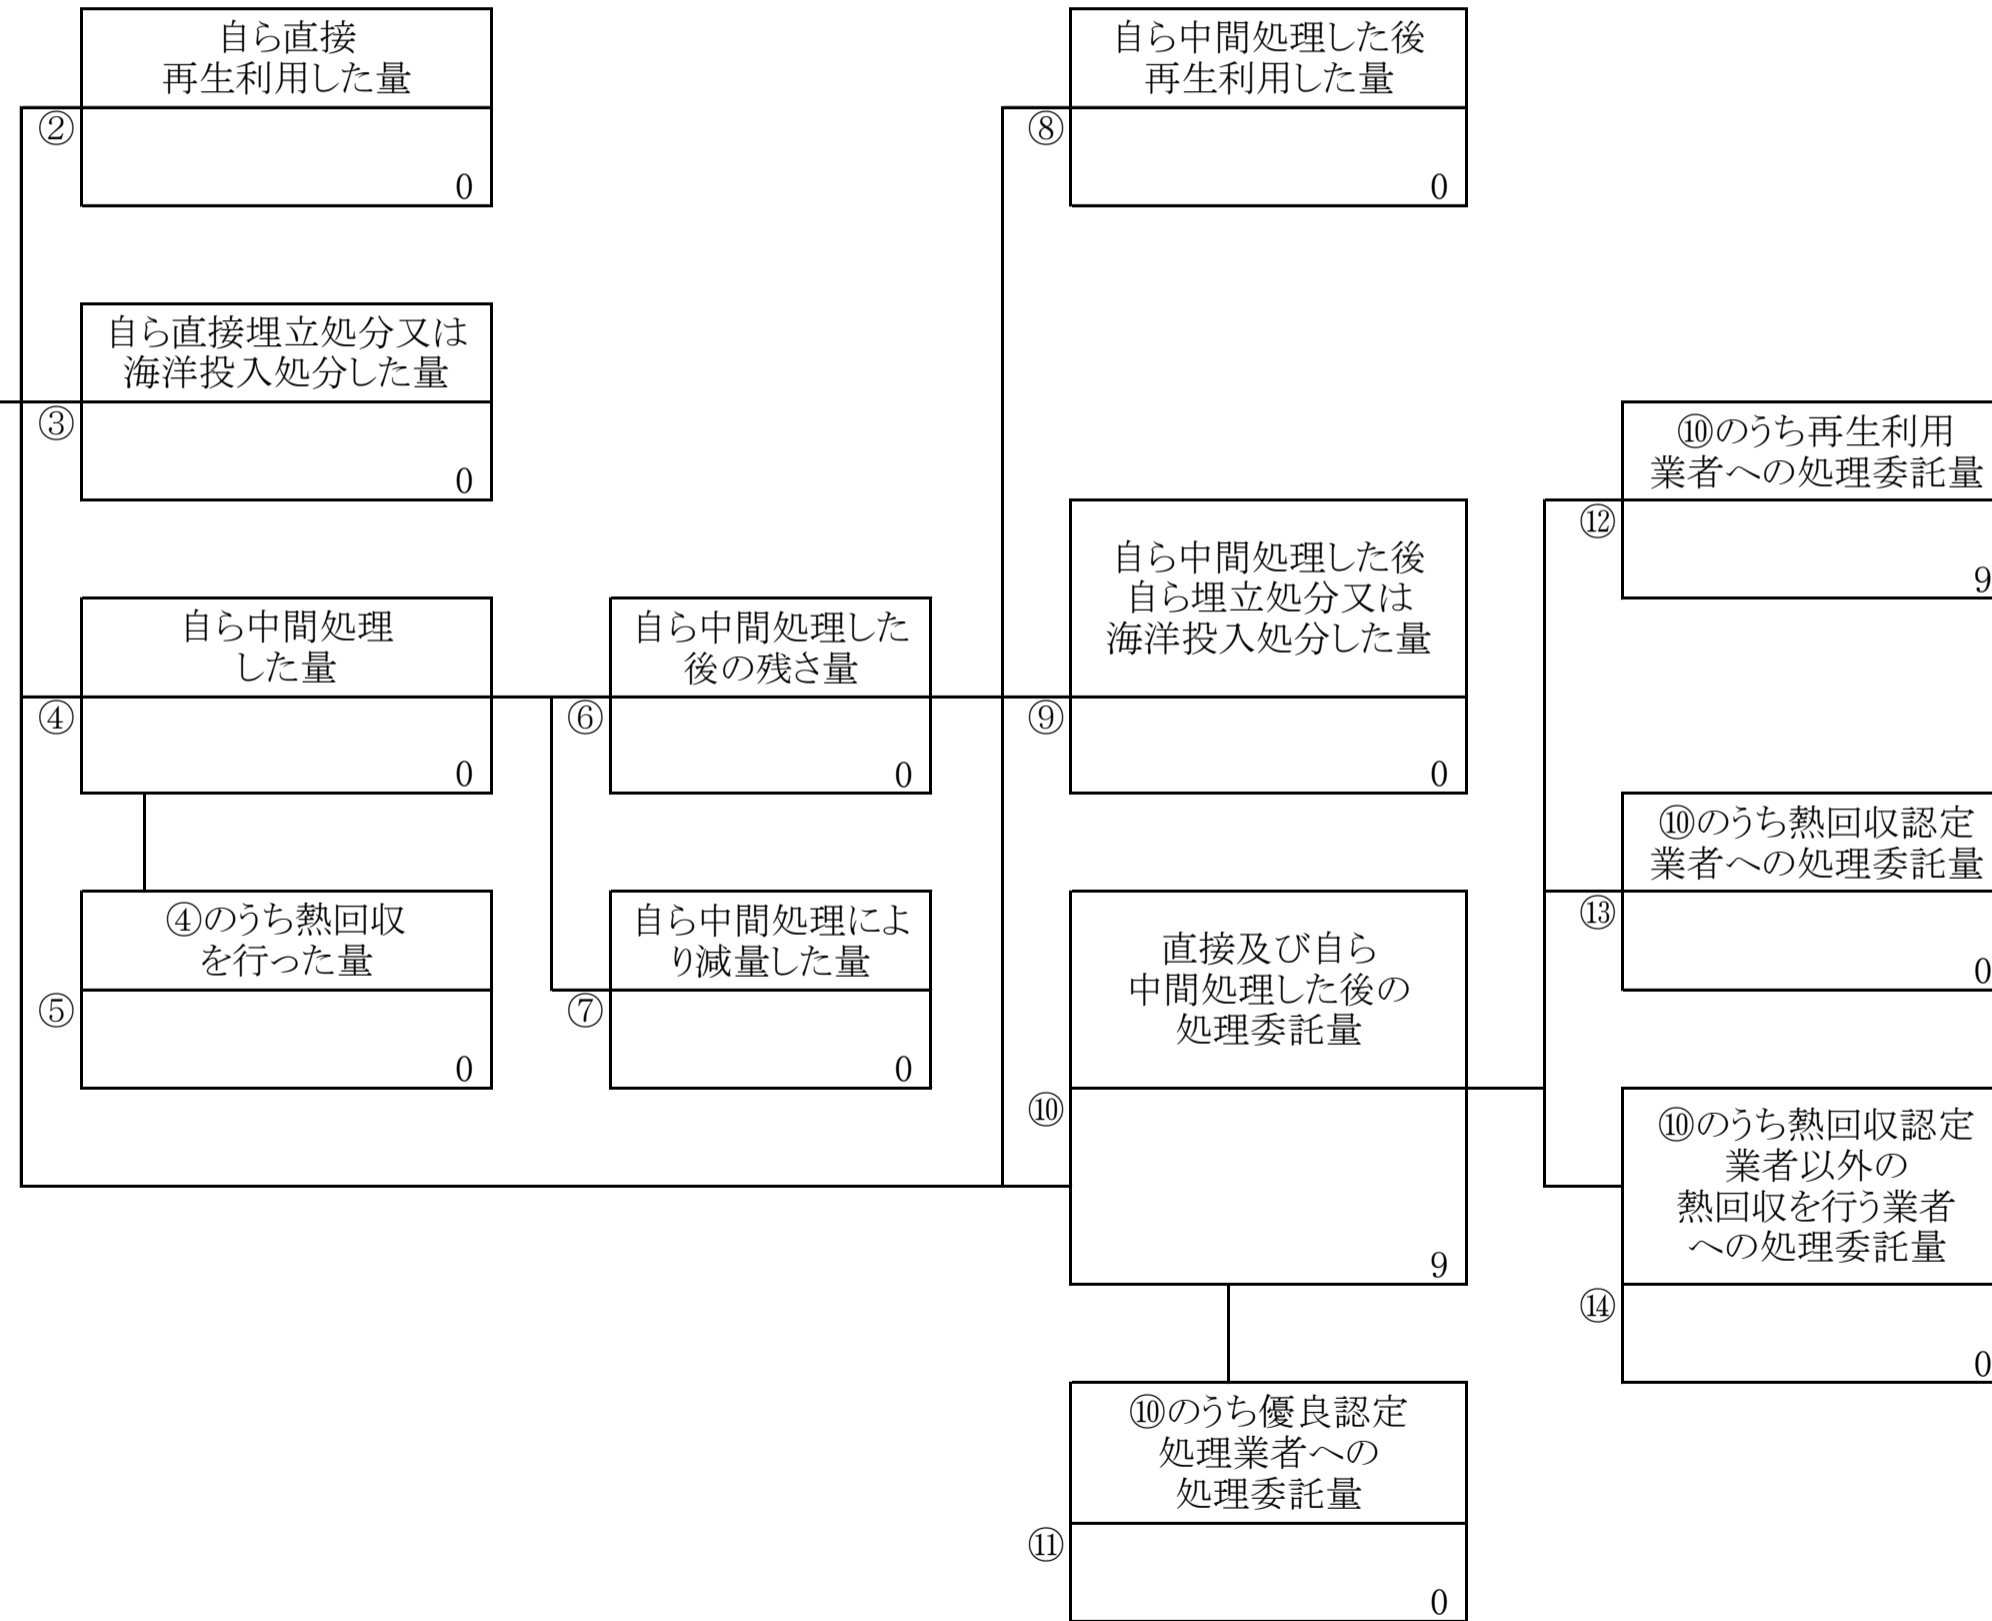 自ら直接
再生利用した量
②
0
自ら直接埋立処分又は
海洋投入処分した量
③
0
自ら中間処理
した量
④
0
④のうち熱回収
を行った量
⑤
0
自ら中間処理した
後の残さ量
⑥
0
自ら中間処理によ
り減量した量
⑦
0
自ら中間処理した後
再生利用した量
⑧
0
自ら中間処理した後
自ら埋立処分又は
海洋投入処分した量
⑨
0
直接及び自ら
中間処理した後の
処理委託量
⑩
9
⑩のうち優良認定
処理業者への
処理委託量
⑪
0
⑩のうち再生利用
業者への処理委託量
⑫
9
⑩のうち熱回収認定
業者への処理委託量
⑬
0
⑩のうち熱回収認定
業者以外の
熱回収を行う業者
への処理委託量
⑭
0